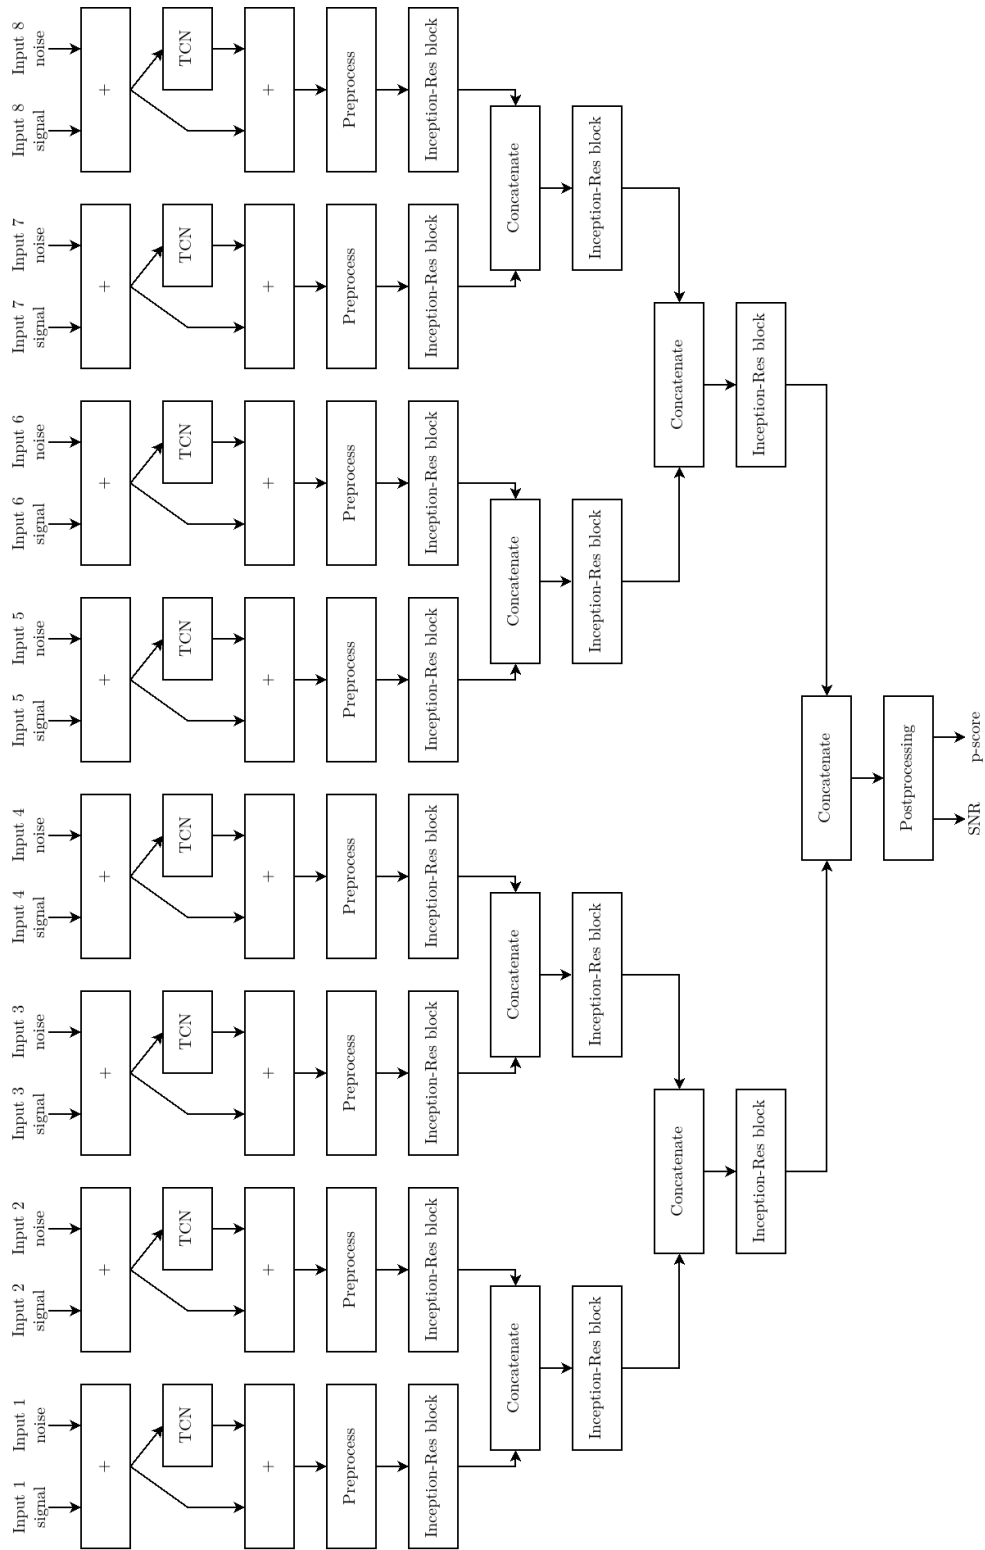 Input 1
signal
Input 1
noise
Input 2
signal
Input 2
noise
Input 3
signal
Input 3
noise
Input 4
signal
Input 4
noise
Input 5
signal
Input 5
noise
Input 6
signal
Input 6
noise
Input 7
signal
Input 7
noise
Input 8
signal
Input 8
noise
+
+
+
+
+
+
+
+
TCN
TCN
TCN
TCN
TCN
TCN
TCN
TCN
+
+
+
+
+
+
+
+
Preprocess
Preprocess
Preprocess
Preprocess
Preprocess
Preprocess
Preprocess
Preprocess
Inception-Res block
Inception-Res block
Inception-Res block
Inception-Res block
Inception-Res block
Inception-Res block
Inception-Res block
Inception-Res block
Concatenate
Concatenate
Concatenate
Concatenate
Inception-Res block
Inception-Res block
Inception-Res block
Inception-Res block
Concatenate
Concatenate
Inception-Res block
Inception-Res block
Concatenate
Postprocessing
SNR
p-score